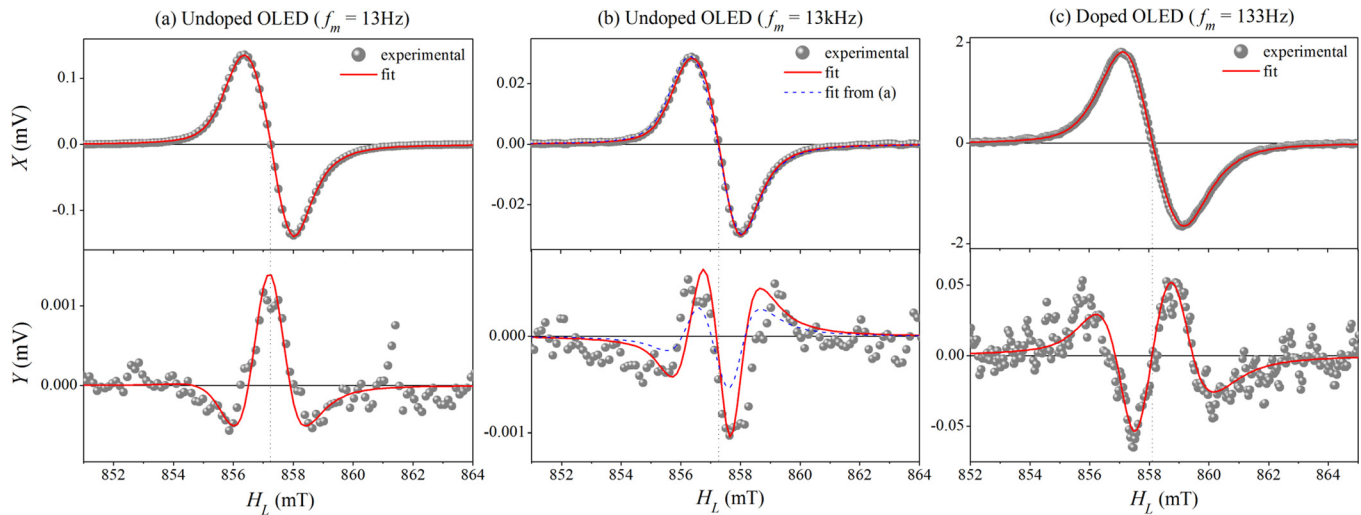 (a) Undoped OLED ( f_m = 13Hz)
experimental
fit
0.1
0.0
-0.1
X (mV)
0.001
0.000
Y (mV)
852 854 856 858 860 862 864
H_L (mT)
(b) Undoped OLED ( f_m = 13kHz)
experimental
fit
fit from (a)
0.02
0.00
-0.02
0.000
-0.001
852 854 856 858 860 862 864
H_L (mT)
(c) Doped OLED ( f_m = 133Hz)
experimental
fit
2
0
-2
0.05
0.00
-0.05
852 854 856 858 860 862 864
H_L (mT)